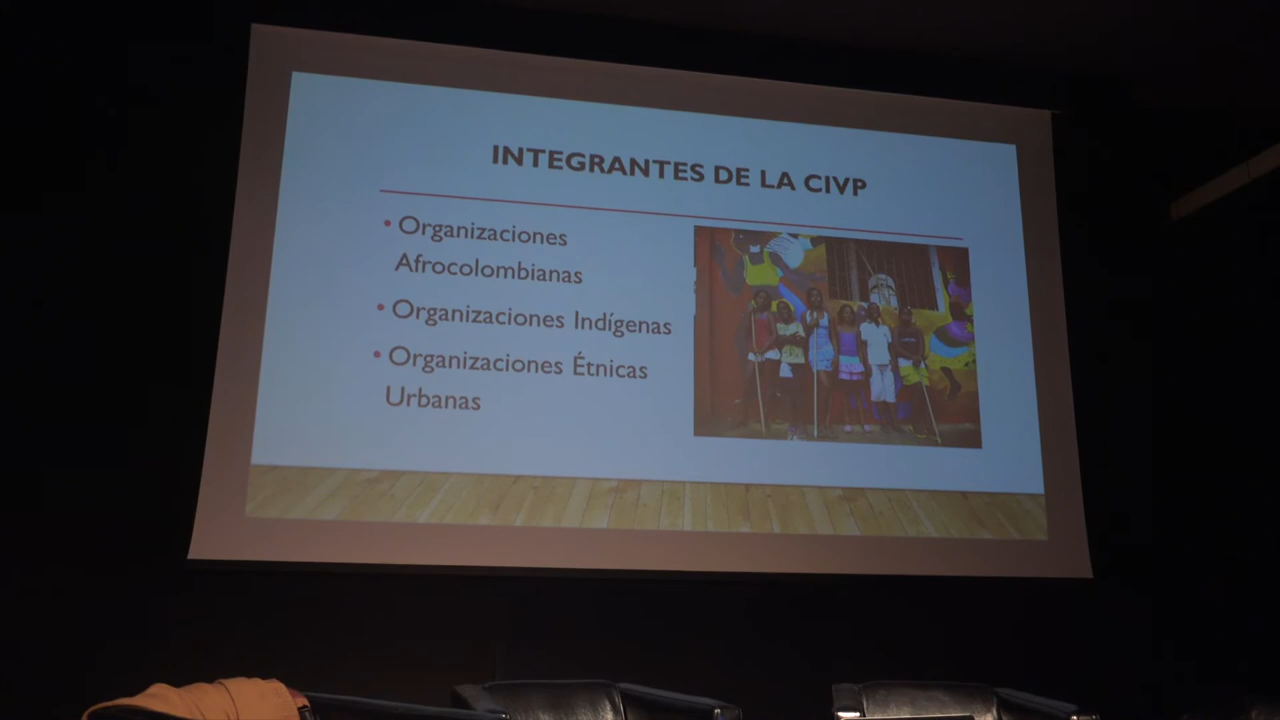 INTEGRANTES DE LA CIVP
• Organizaciones
Afrocolombianas
• Organizaciones Indígenas
• Organizaciones Étnicas
Urbanas